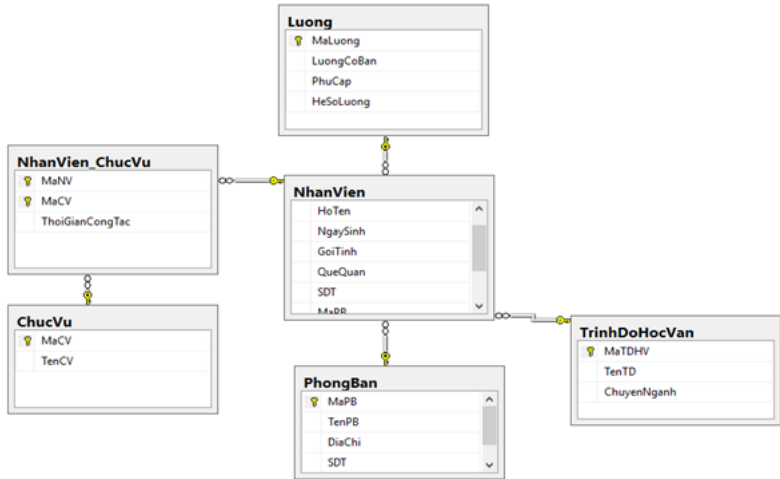 Luong
MaLuong
LuongCoBan
PhuCap
HeSoLuong
NhanVien_ChucVu
MaNV
MaCV
ThoiGianCongTac
NhanVien
HoTen
NgaySinh
GoiTinh
QueQuan
SDT
MaPB
ChucVu
MaCV
TenCV
TrinhDoHocVan
MaTDHV
TenTD
ChuyenNganh
PhongBan
MaPB
TenPB
DiaChi
SDT